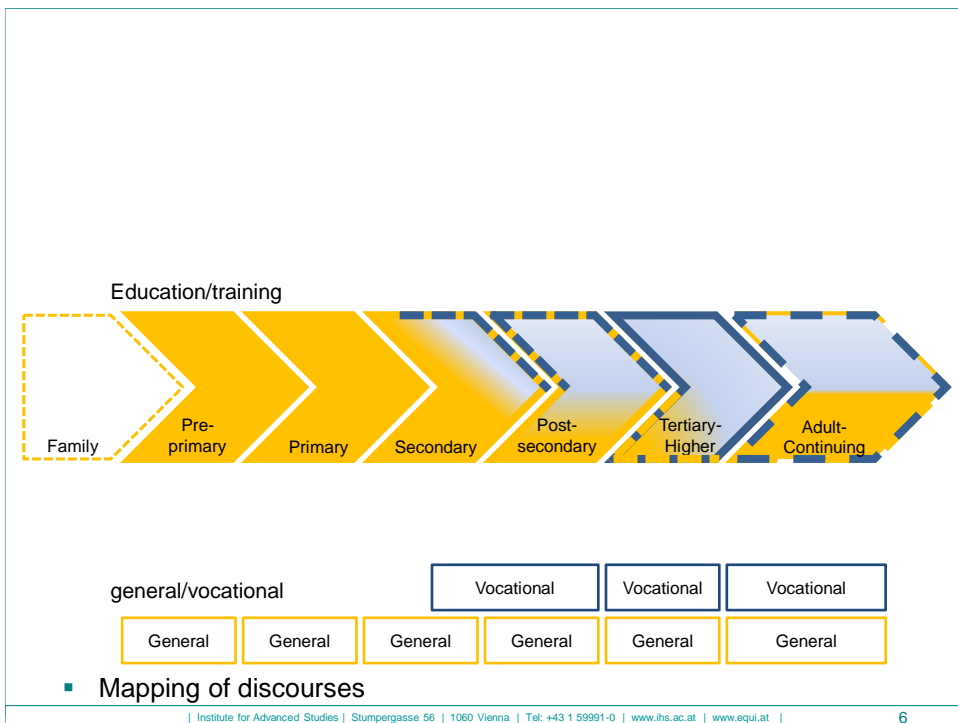 Education/training
Family
Pre-
primary
Primary
Secondary
Post-
secondary
Tertiary-
Higher
Adult-
Continuing
general/vocational
Vocational
Vocational
Vocational
General
General
General
General
General
General
▪ Mapping of discourses
| Institute for Advanced Studies | Stumpergasse 56 | 1060 Vienna | Tel: +43 1 59991-0 | www.ihs.ac.at | www.equi.at |
6